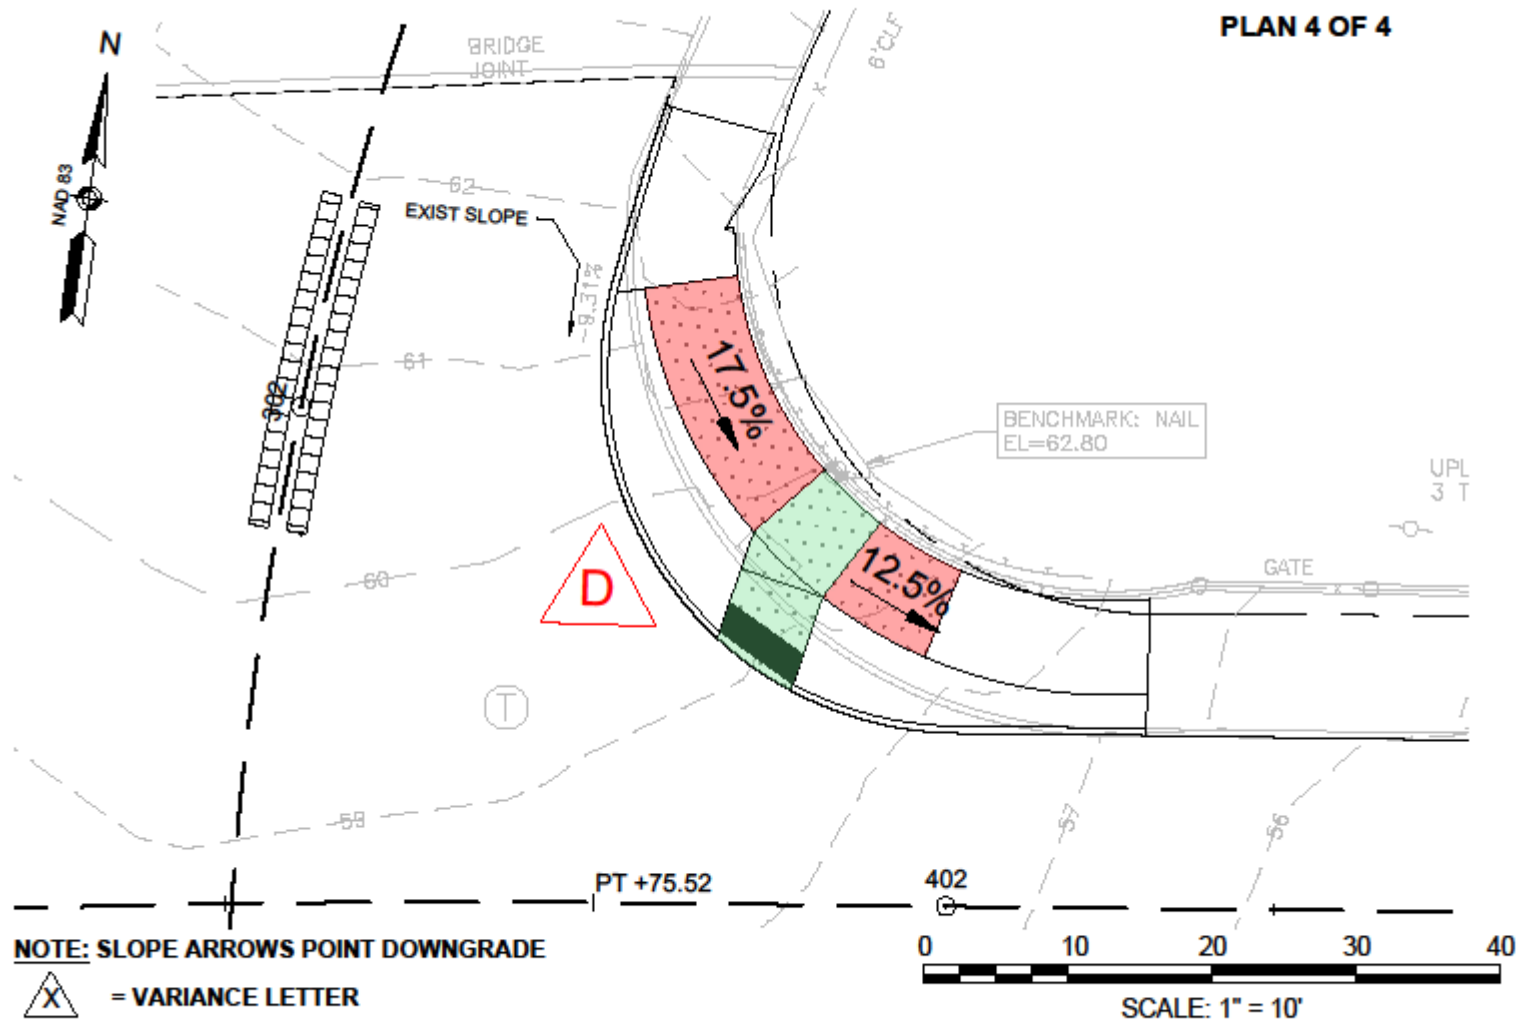 PLAN 4 OF 4
N
BRIDGE
JOINT
6'CLF
NAD 83
62
EXIST SLOPE
-9.31%
17.5%
61
302
BENCHMARK: NAIL
EL=62.80
UPL
3 T
60
D
12.5%
GATE
T
59
57
56
PT +75.52
402
NOTE: SLOPE ARROWS POINT DOWNGRADE
X = VARIANCE LETTER
0 10 20 30 40
SCALE: 1" = 10'